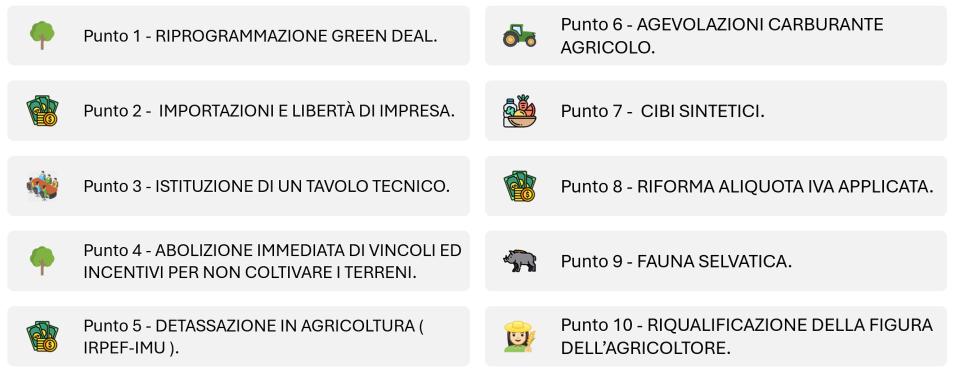 Punto 1 - RIPROGRAMMAZIONE GREEN DEAL.
Punto 2 - IMPORTAZIONI E LIBERTÀ DI IMPRESA.
Punto 3 - ISTITUZIONE DI UN TAVOLO TECNICO.
Punto 4 - ABOLIZIONE IMMEDIATA DI VINCOLI ED
INCENTIVI PER NON COLTIVARE I TERRENI.
Punto 5 - DETASSAZIONE IN AGRICOLTURA (
IRPEF-IMU ).
Punto 6 - AGEVOLAZIONI CARBURANTE
AGRICOLO.
Punto 7 - CIBI SINTETICI.
Punto 8 - RIFORMA ALIQUOTA IVA APPLICATA.
Punto 9 - FAUNA SELVATICA.
Punto 10 - RIQUALIFICAZIONE DELLA FIGURA
DELL’AGRICOLTORE.